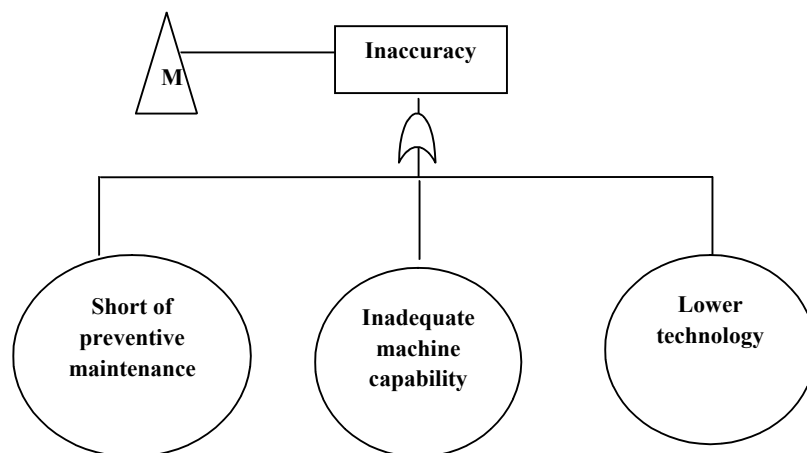 M
Inaccuracy
Short of
preventive
maintenance
Inadequate
machine
capability
Lower
technology